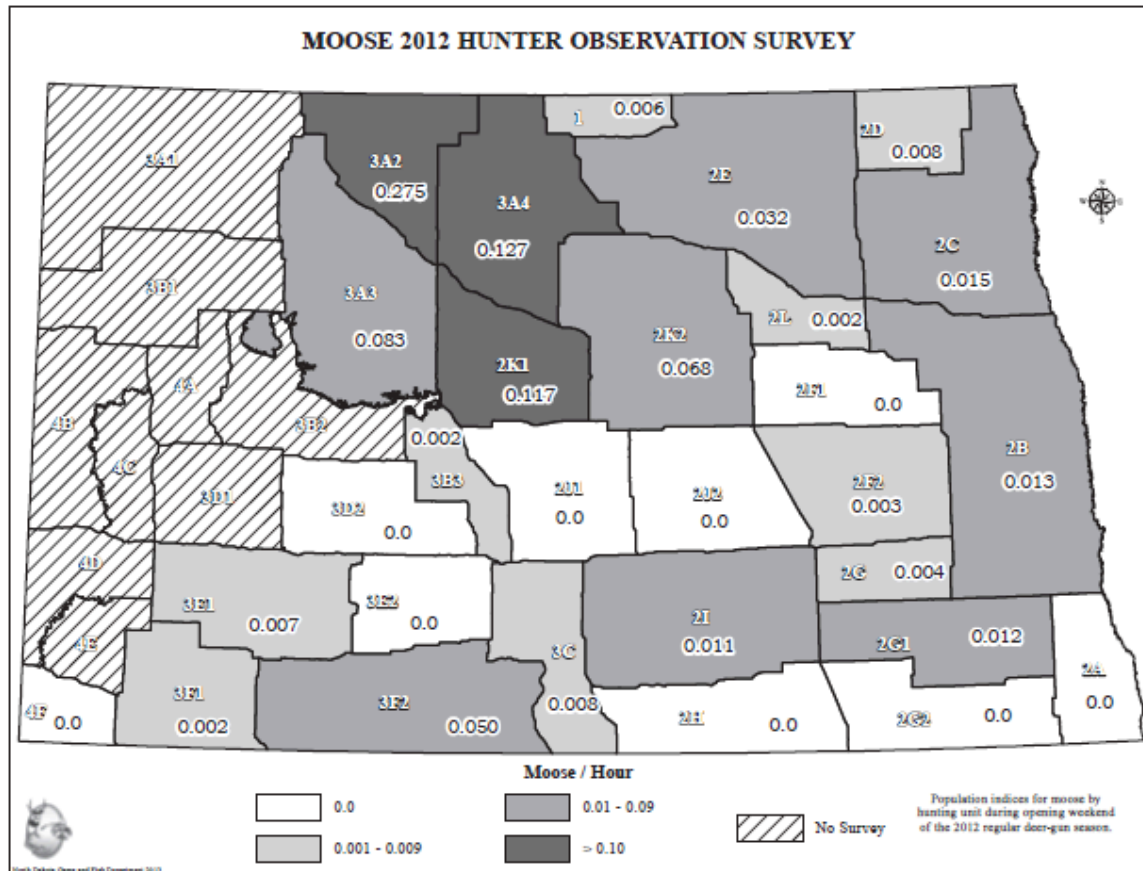 MOOSE 2012 HUNTER OBSERVATION SURVEY
1 0.006
2D
0.008
3A1
3A2
0.275
2E
0.032
3A4
0.127
N
W
S
2C
0.015
3B1
3A3
0.083
2L 0.002
2K2
0.068
2K1
0.117
4A
2F1
0.0
4B
3B2
0.002
3B3
2B
0.013
4C
3D1
3D2
0.0
2J1
0.0
2J2
0.0
2F2
0.003
4D
2G 0.004
3E1
0.007
3E2
0.0
2I
0.011
2G1 0.012
4E
3C
0.008
2A
0.0
4F 0.0
3F1
0.002
3F2
0.050
2H 0.0
2G2 0.0
Moose / Hour
0.0
0.01 - 0.09
0.001 - 0.009
> 0.10
No Survey
Population indices for moose by
hunting unit during opening weekend
of the 2012 regular deer-gun season.
North Dakota Game and Fish Department 2012